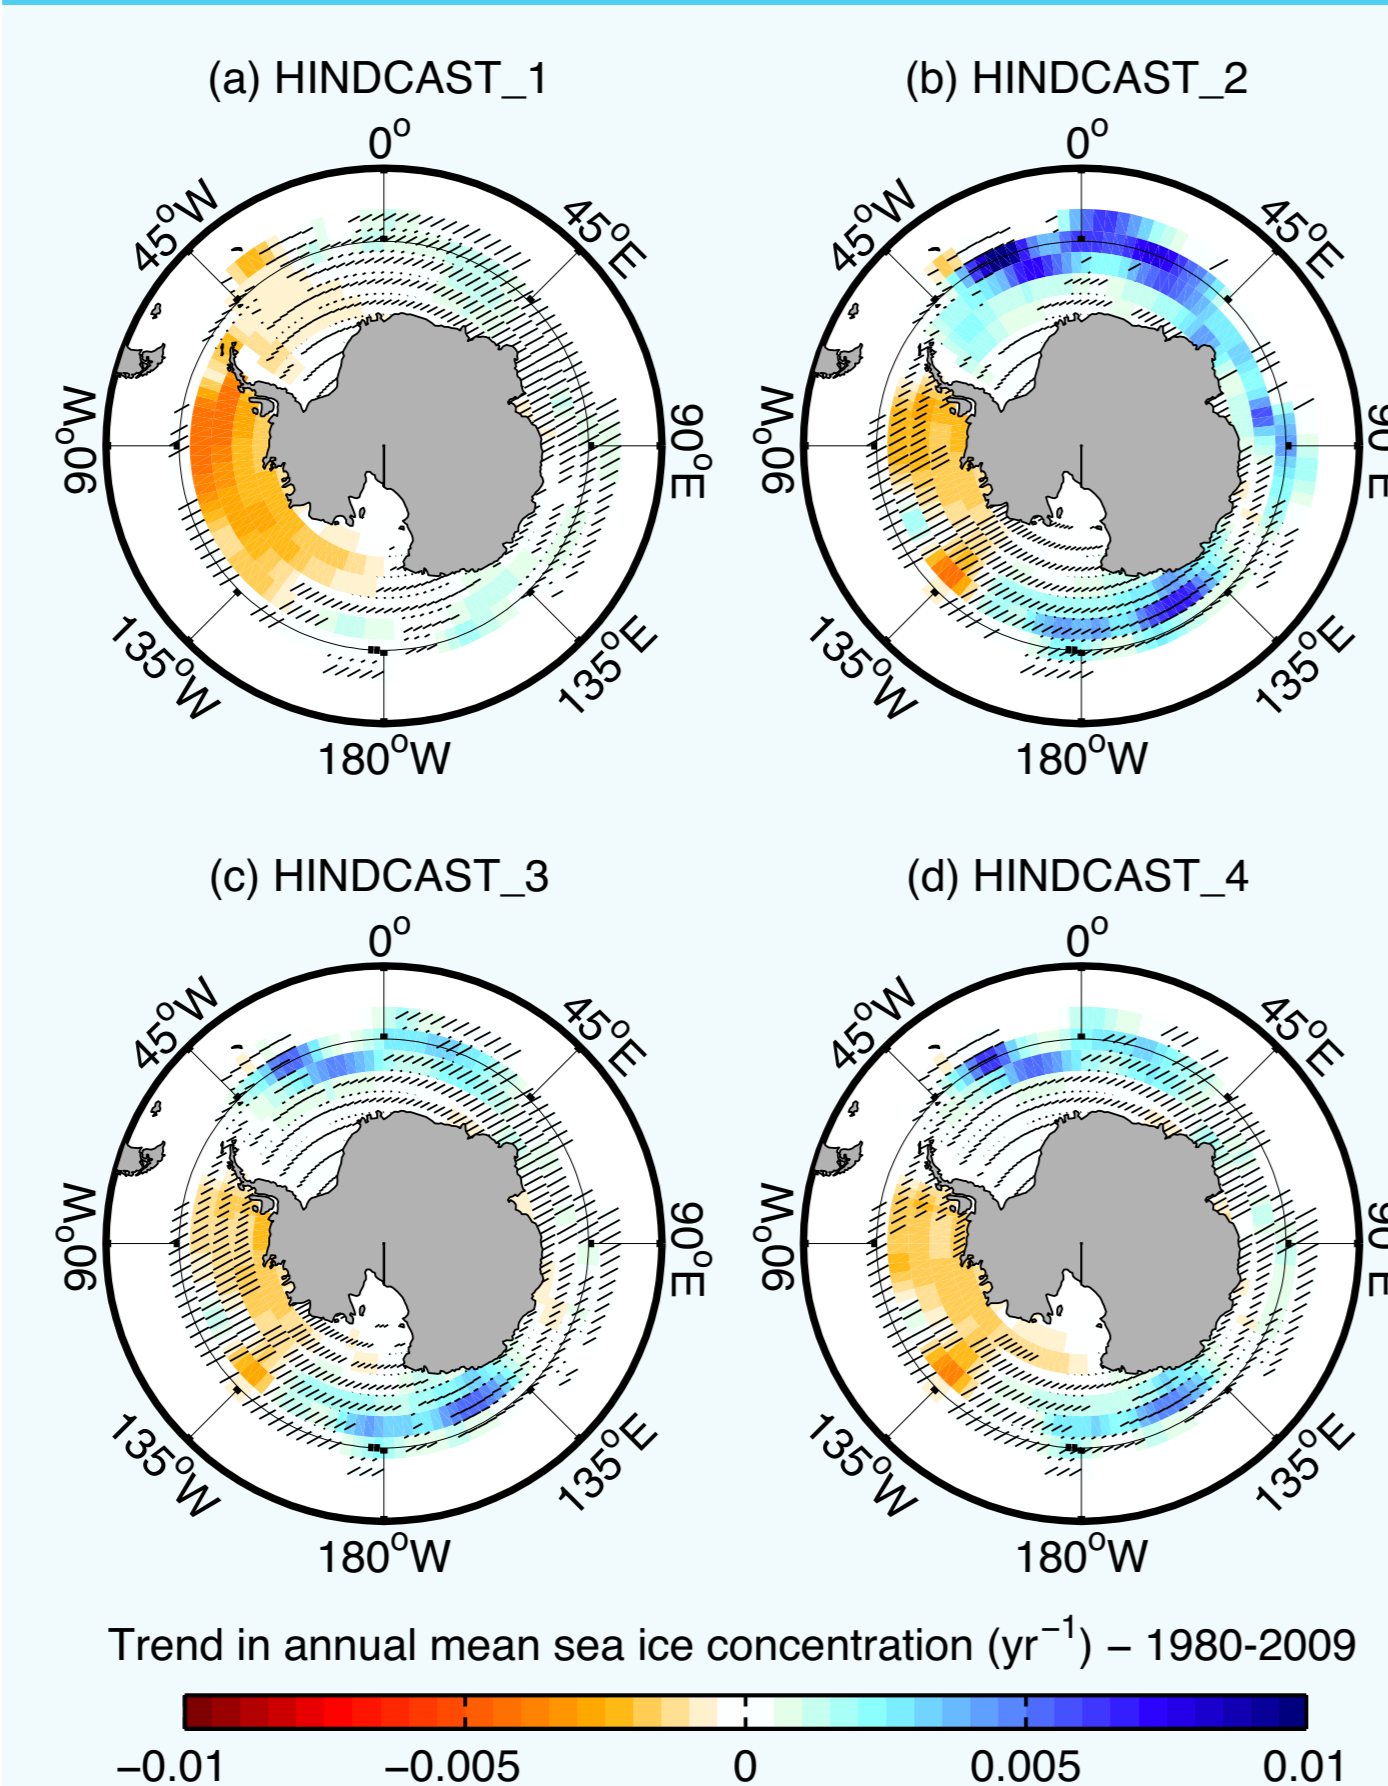 (a) HINDCAST_1
(b) HINDCAST_2
0° 0°
45°W 45°E 45°W 45°E
90°W 90°E 90°W 90°E
135°W 135°E 135°W 135°E
180°W 180°W
(c) HINDCAST_3
(d) HINDCAST_4
0° 0°
45°W 45°E 45°W 45°E
90°W 90°E 90°W 90°E
135°W 135°E 135°W 135°E
180°W 180°W
Trend in annual mean sea ice concentration (yr⁻¹) – 1980-2009
−0.01 −0.005 0 0.005 0.01